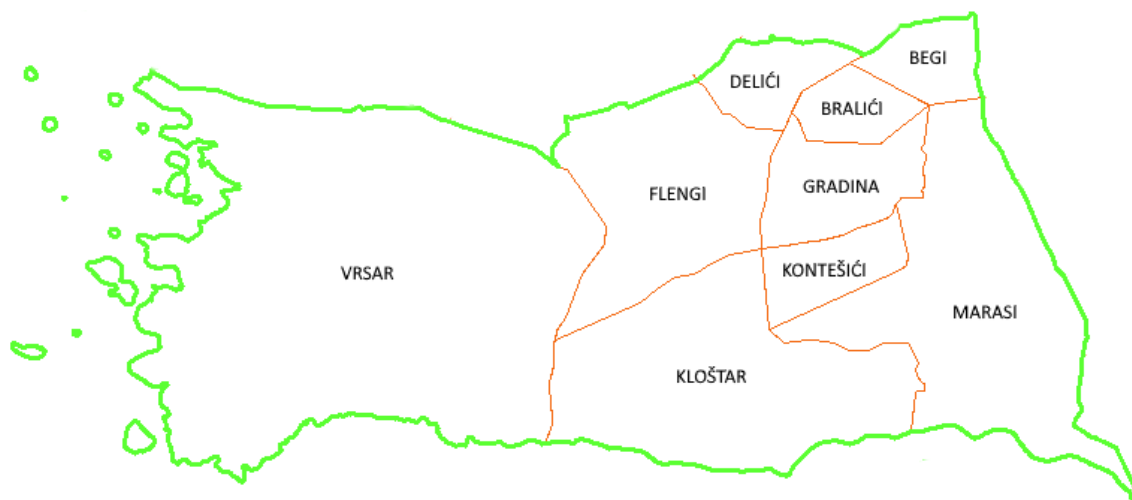 BEGI
DELIĆI
BRALIĆI
FLENGI
GRADINA
VRSAR
KONTEŠIĆI
MARASI
KLOŠTAR